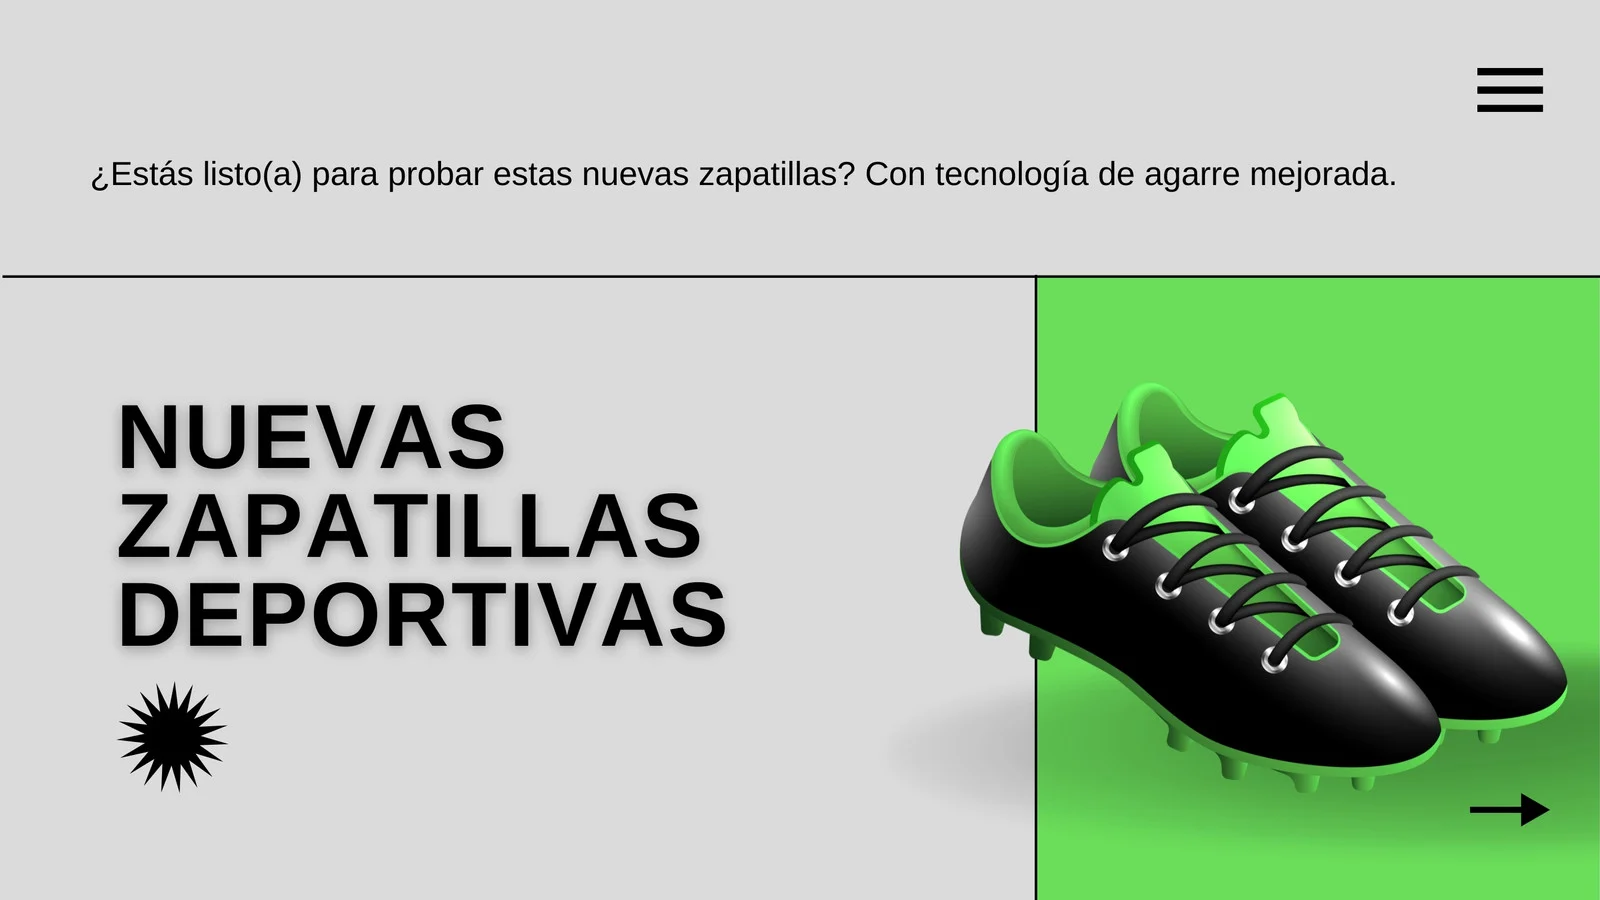 ¿Estás listo(a) para probar estas nuevas zapatillas? Con tecnología de agarre mejorada.
NUEVAS
ZAPATILLAS
DEPORTIVAS